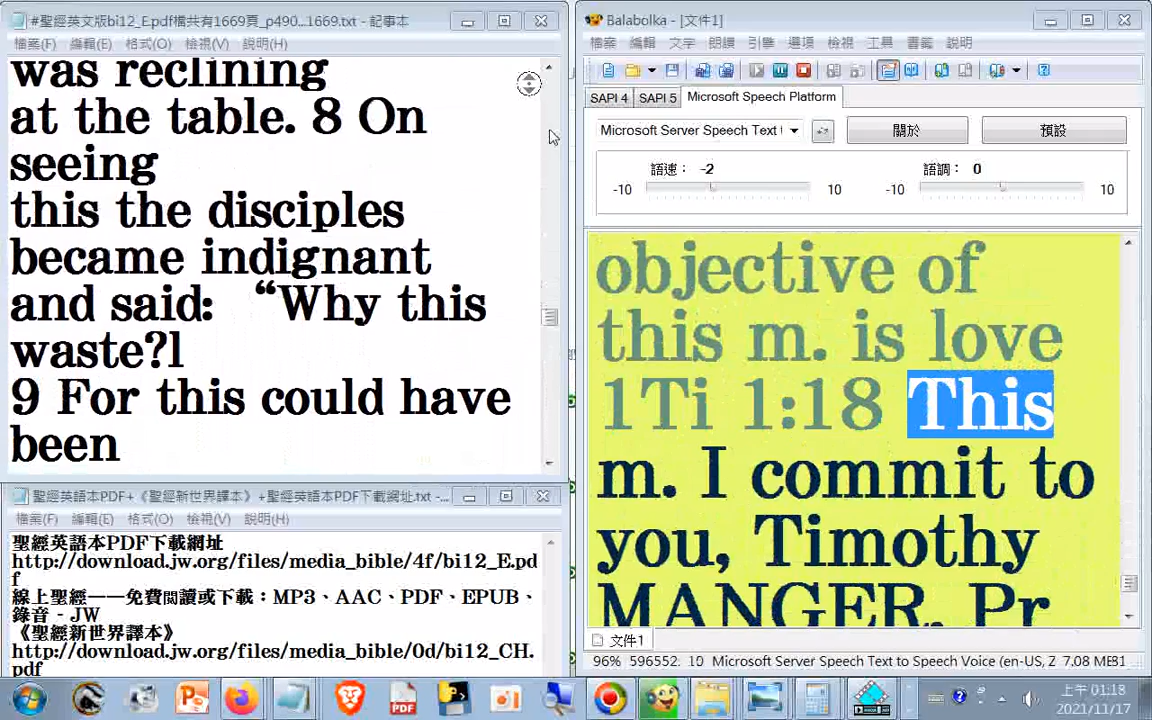 #聖經英文版bi12_E.pdf檔共有1669頁_p490...1669.txt - 記事本
檔案(F) 編輯(E) 格式(O) 檢視(V) 說明(H)
was reclining
at the table. 8 On
seeing
this the disciples
became indignant
and said: “Why this
waste?l
9 For this could have
been
聖經英語本PDF+《聖經新世界譯本》+聖經英語本PDF下載網址.txt -...
檔案(F) 編輯(E) 格式(O) 檢視(V) 說明(H)
聖經英語本PDF下載網址
http://download.jw.org/files/media_bible/4f/bi12_E.pd
f
線上聖經──免費閱讀或下載：MP3、AAC、PDF、EPUB、
錄音 - JW
《聖經新世界譯本》
http://download.jw.org/files/media_bible/0d/bi12_CH.
pdf
Balabolka - [文件1]
檔案 編輯 文字 朗讀 引擎 選項 檢視 工具 書籤 說明
SAPI 4 SAPI 5 Microsoft Speech Platform
Microsoft Server Speech Text 關於 預設
語速： -2 語調： 0
-10 10 -10 10
objective of
this m. is love
1Ti 1:18 This
m. I commit to
you, Timothy
MANGER, Pr
文件1
96% 596552: 10 Microsoft Server Speech Text to Speech Voice (en-US, Z 7.08 MB
上午 01:18
2021/11/17